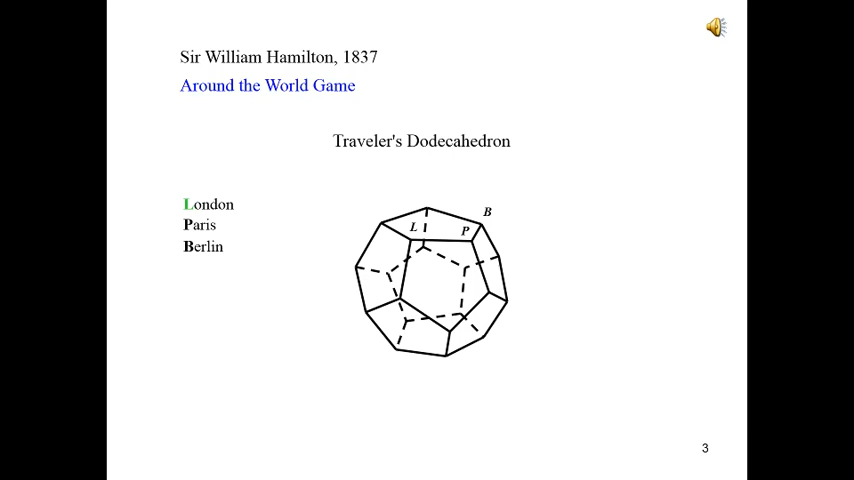 Sir William Hamilton, 1837
Around the World Game
Traveler's Dodecahedron
London
Paris
Berlin
B
L
P
3